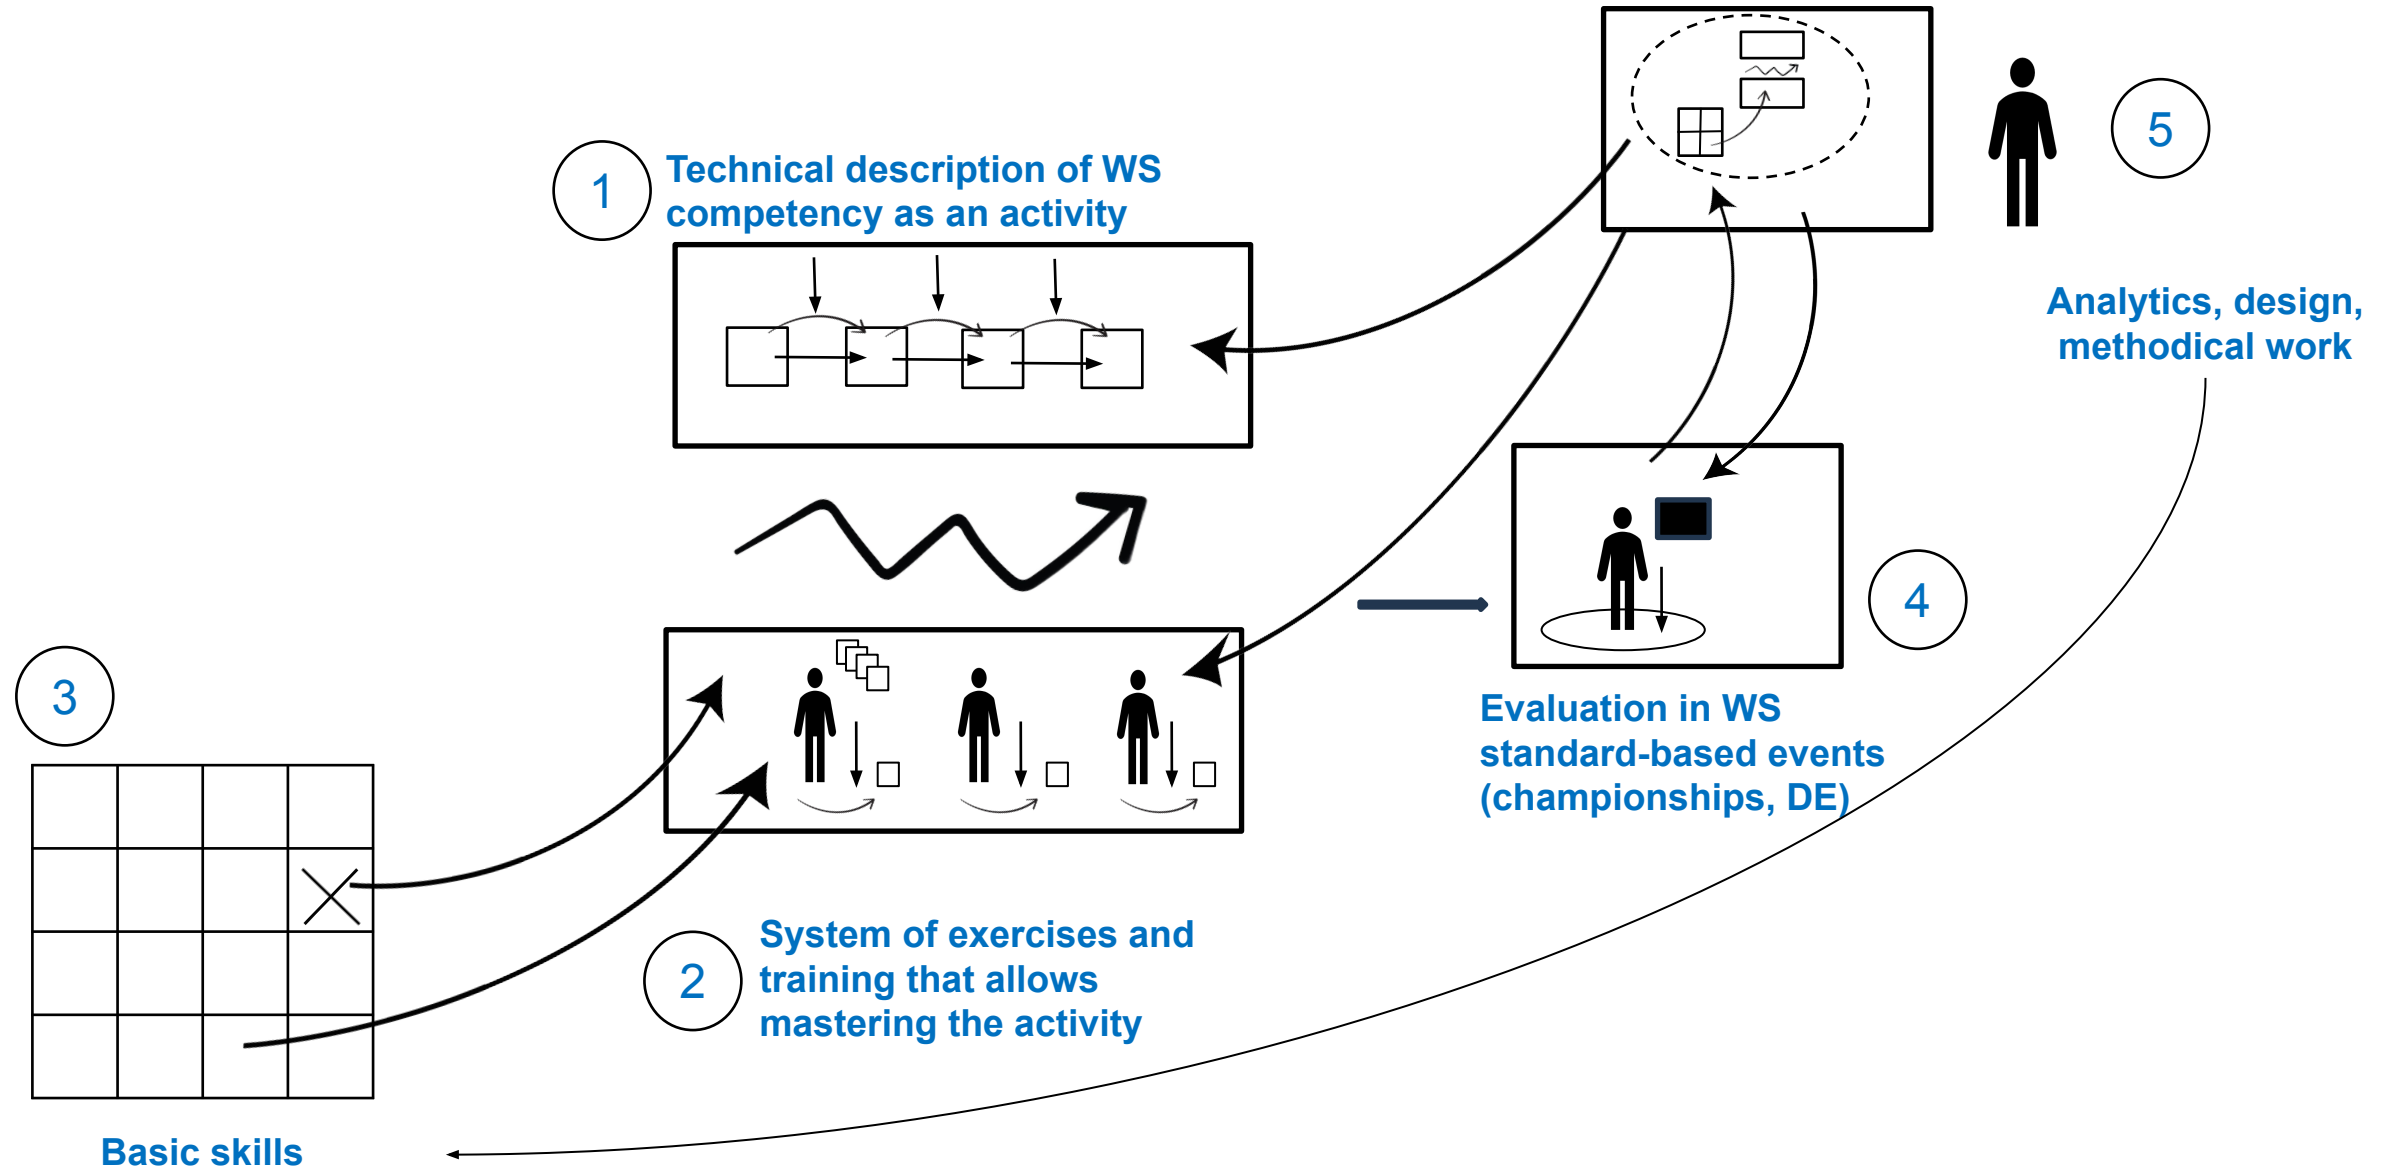 1
Technical description of WS
competency as an activity
5
Analytics, design,
methodical work
3
4
Evaluation in WS
standard-based events
(championships, DE)
2
System of exercises and
training that allows
mastering the activity
Basic skills